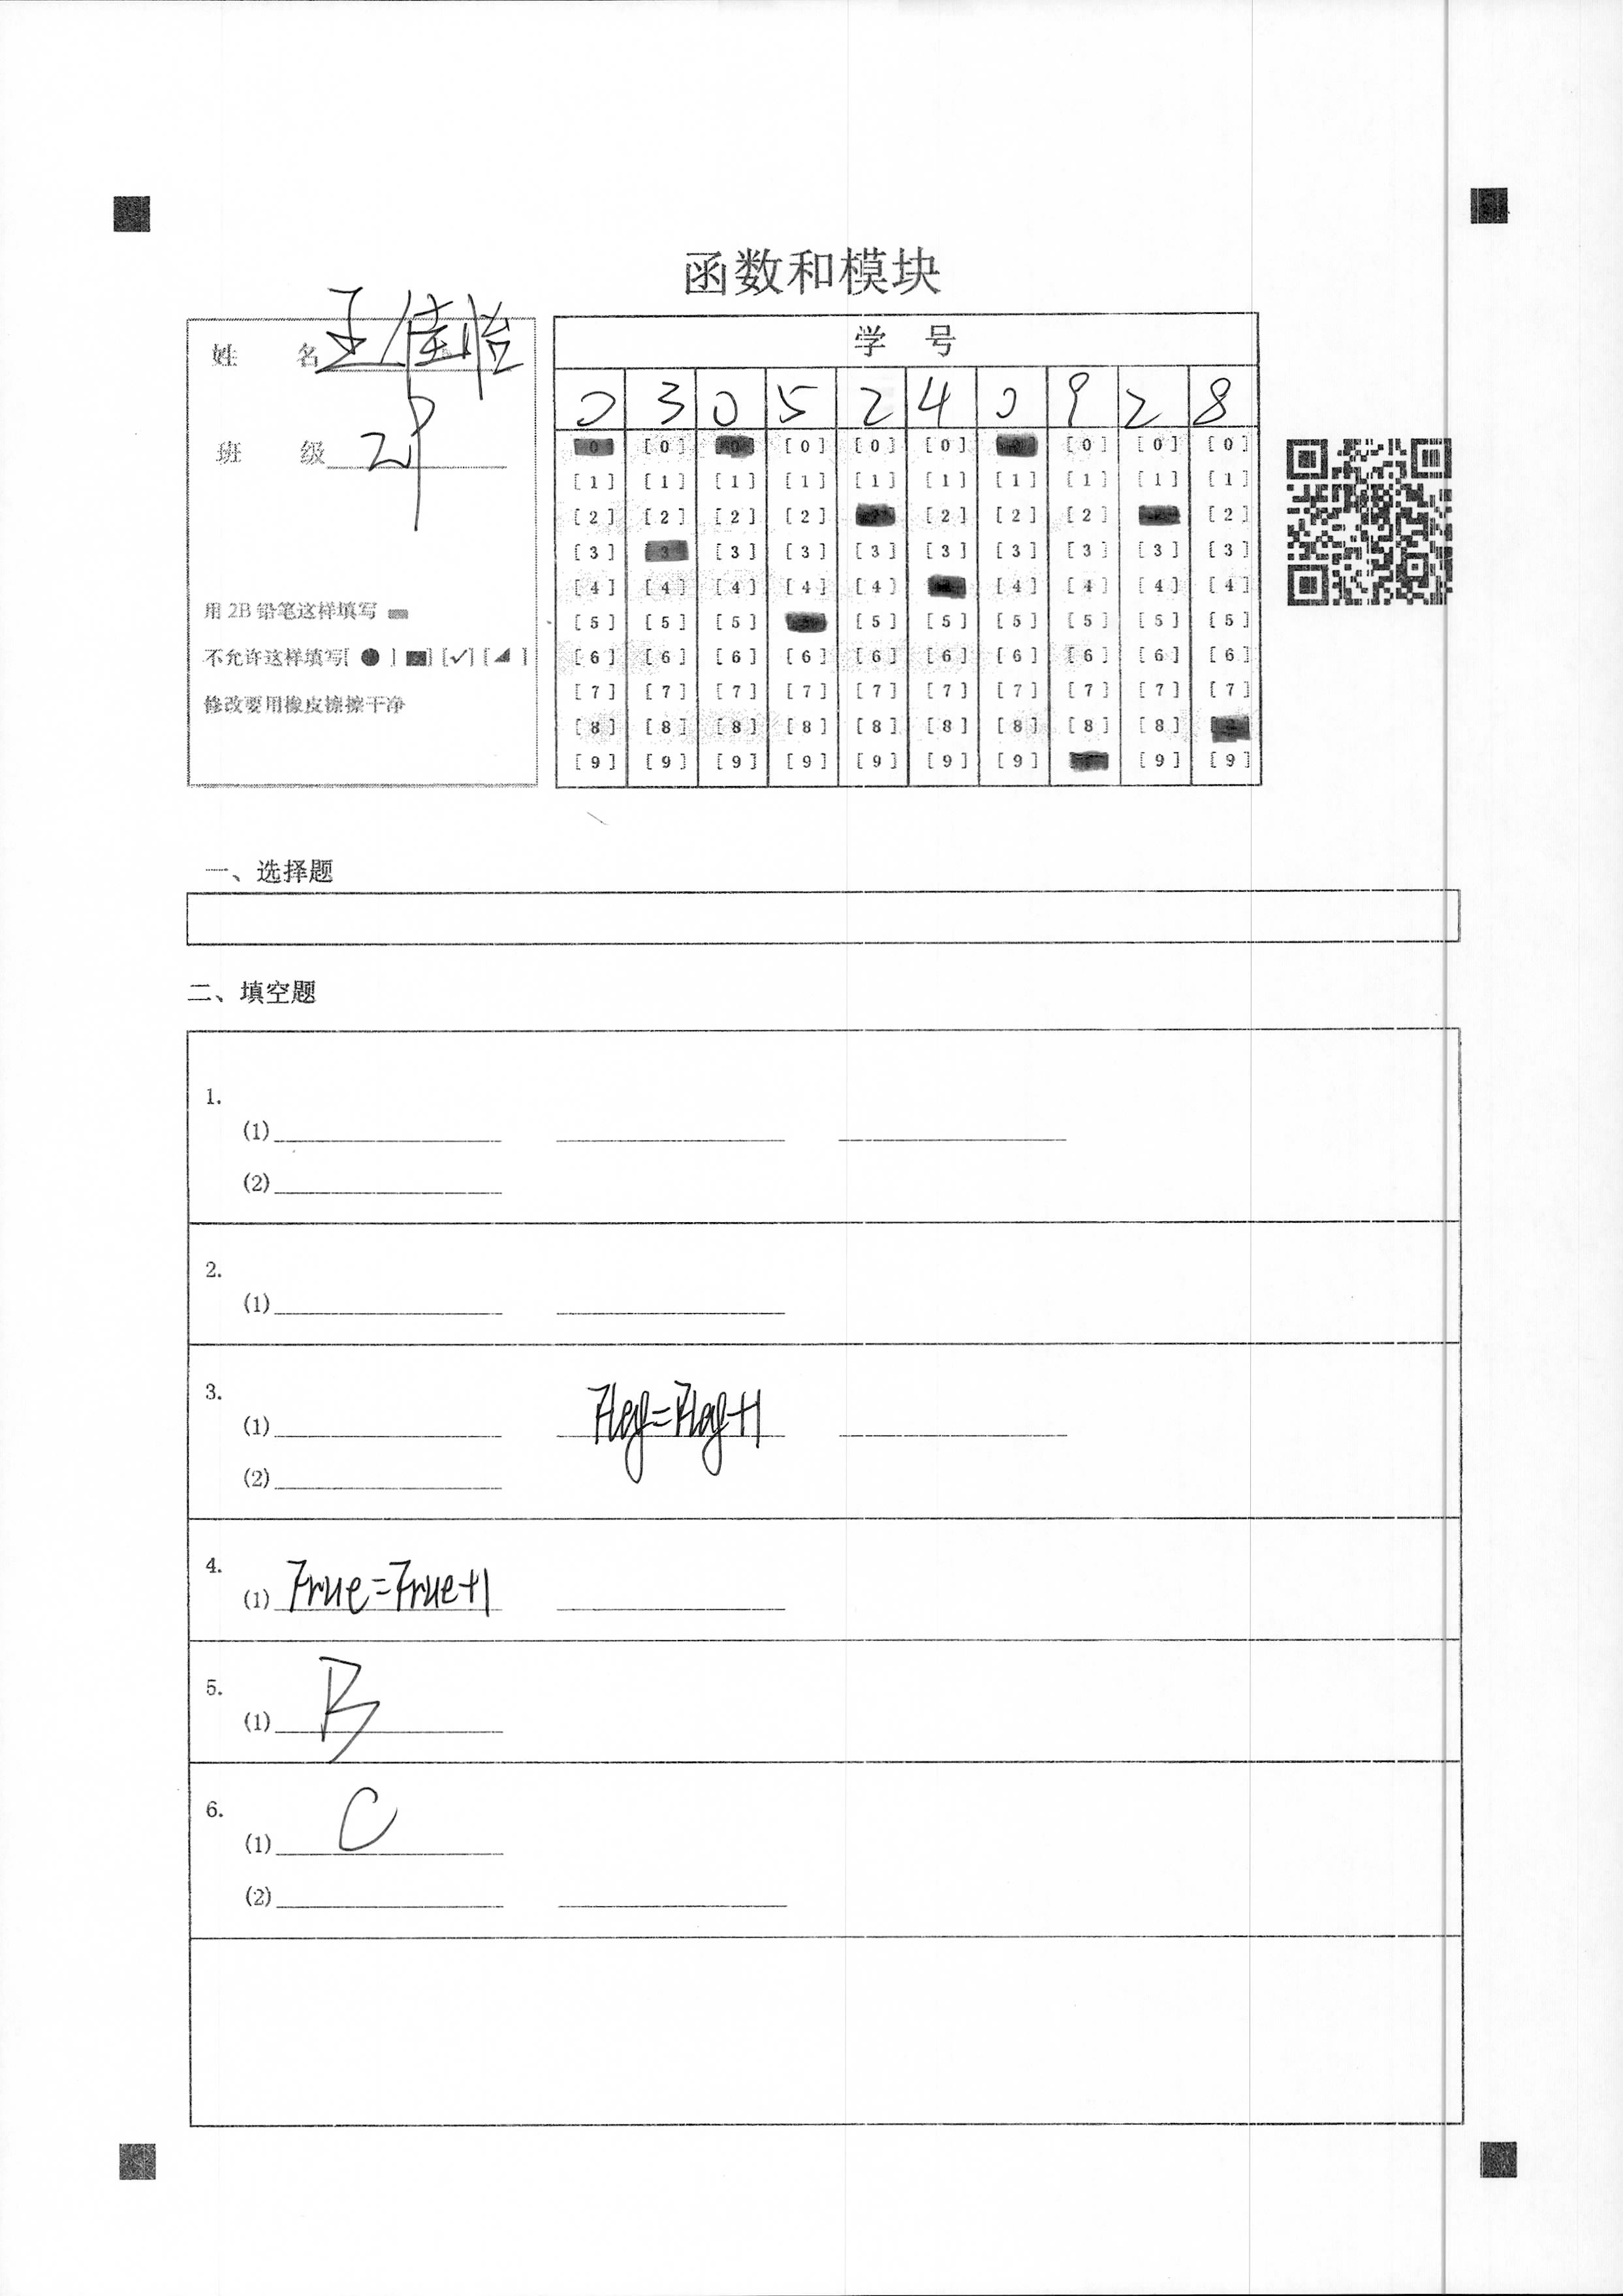 函数和模块
姓 名 王佳怡
班 级
用 2B 铅笔这样填写
不允许这样填写[ ● ] [■] [✓] [◢ ]
修改要用橡皮擦擦干净
学 号
0 3 0 5 2 4 0 9 2 8
[0] [0] [0] [0] [0] [0] [0] [0] [0] [0]
[1] [1] [1] [1] [1] [1] [1] [1] [1] [1]
[2] [2] [2] [2] [2] [2] [2] [2] [2] [2]
[3] [3] [3] [3] [3] [3] [3] [3] [3] [3]
[4] [4] [4] [4] [4] [4] [4] [4] [4] [4]
[5] [5] [5] [5] [5] [5] [5] [5] [5] [5]
[6] [6] [6] [6] [6] [6] [6] [6] [6] [6]
[7] [7] [7] [7] [7] [7] [7] [7] [7] [7]
[8] [8] [8] [8] [8] [8] [8] [8] [8] [8]
[9] [9] [9] [9] [9] [9] [9] [9] [9] [9]
一、选择题
二、填空题
1.
(1)
(2)
2.
(1)
3.
(1) Flag=Flag+1
(2)
4.
(1) True=True+1
5.
(1) B
6.
(1) C
(2)